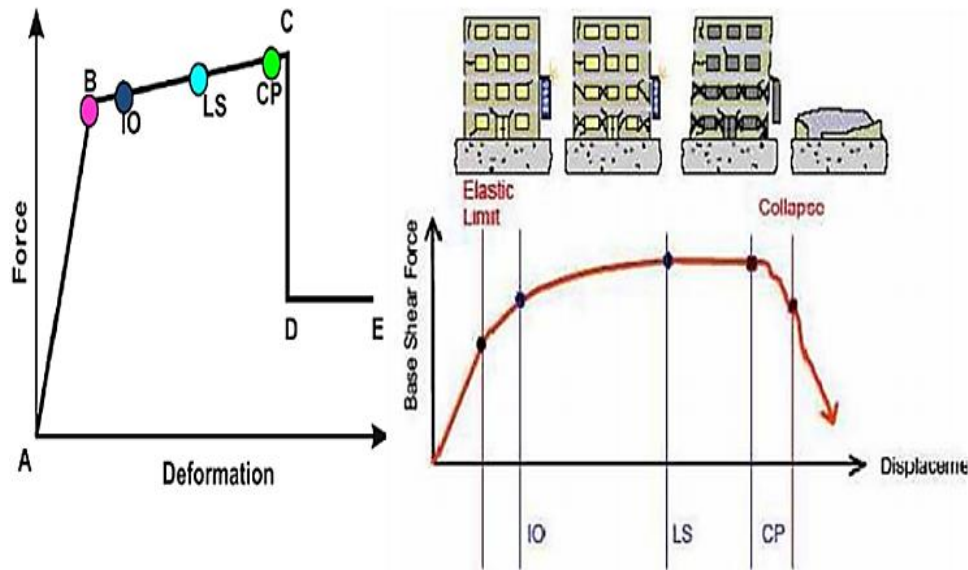 C
B
IO
LS
CP
Force
D
E
A
Deformation
Elastic
Limit
Collapse
Base Shear Force
Displaceme
IO
LS
CP